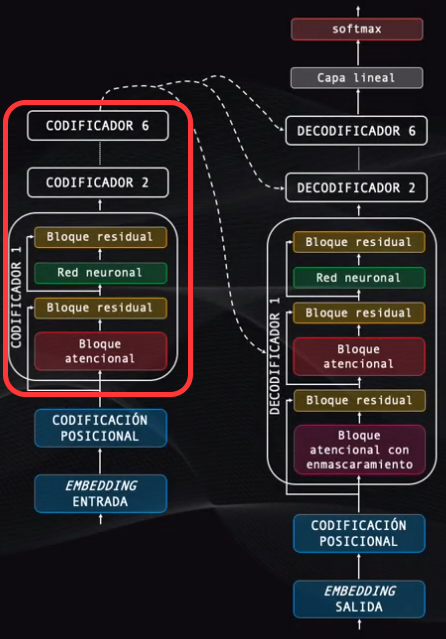 CODIFICADOR 6
CODIFICADOR 2
CODIFICADOR 1
Bloque residual
Red neuronal
Bloque residual
Bloque
atencional
CODIFICACIÓN
POSICIONAL
EMBEDDING
ENTRADA
softmax
Capa lineal
DECODIFICADOR 6
DECODIFICADOR 2
DECODIFICADOR 1
Bloque residual
Red neuronal
Bloque residual
Bloque
atencional
Bloque residual
Bloque
atencional con
enmascaramiento
CODIFICACIÓN
POSICIONAL
EMBEDDING
SALIDA